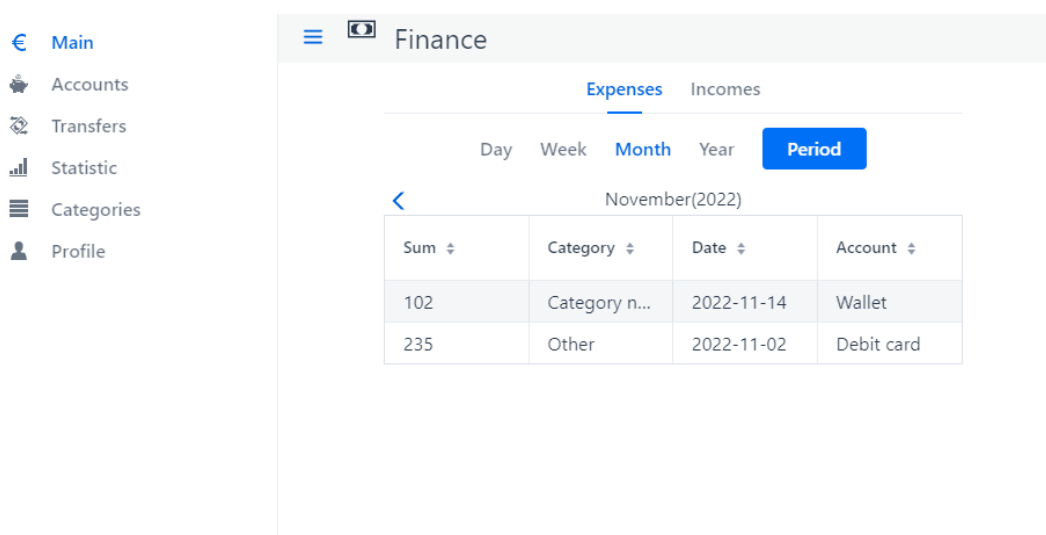 € Main
Accounts
Transfers
Statistic
Categories
Profile
Finance
Expenses Incomes
Day Week Month Year Period
November(2022)
Sum Category Date Account
102 Category n... 2022-11-14 Wallet
235 Other 2022-11-02 Debit card